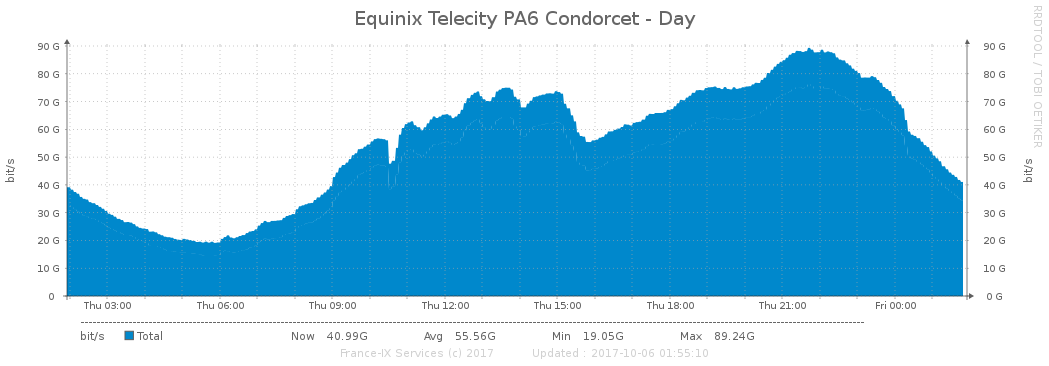 Equinix Telecity PA6 Condorcet - Day
RRDTOOL / TOBI OETIKER
bit/s
90 G 90 G
80 G 80 G
70 G 70 G
60 G 60 G
50 G 50 G
40 G 40 G
30 G 30 G
20 G 20 G
10 G 10 G
0 0 G
bit/s
Thu 03:00 Thu 06:00 Thu 09:00 Thu 12:00 Thu 15:00 Thu 18:00 Thu 21:00 Fri 00:00
bit/s Total Now 40.99G Avg 55.56G Min 19.05G Max 89.24G
France-IX Services (c) 2017 Updated : 2017-10-06 01:55:10